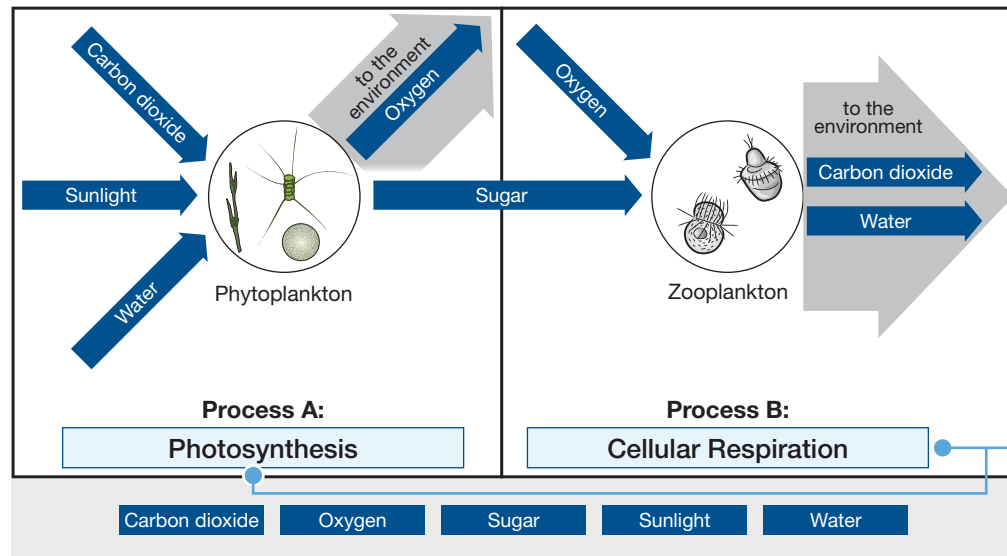 Carbon dioxide
to the
environment
Oxygen
Sunlight
Water
Phytoplankton
Sugar
Oxygen
Zooplankton
to the
environment
Carbon dioxide
Water
Process A:
Photosynthesis
Process B:
Cellular Respiration
Carbon dioxide
Oxygen
Sugar
Sunlight
Water